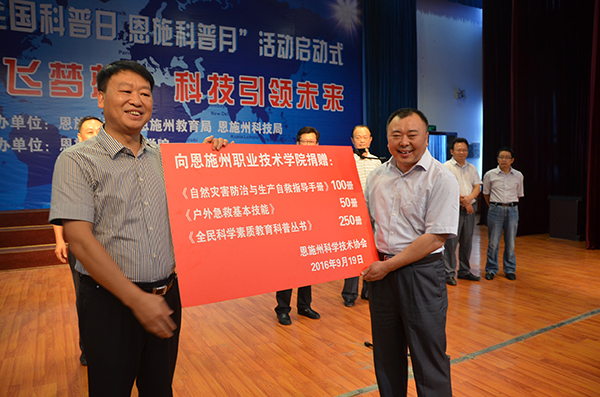 全国科普日 恩施科普月”活动启动式
飞梦 科技引领未来
办单位：恩 恩施州教育局 恩施州科技局
办单位：恩
向恩施州职业技术学院捐赠：
《自然灾害防治与生产自救指导手册》100册
《户外急救基本技能》 50册
《全民科学素质教育科普丛书》 250册
恩施州科学技术协会
2016年9月19日